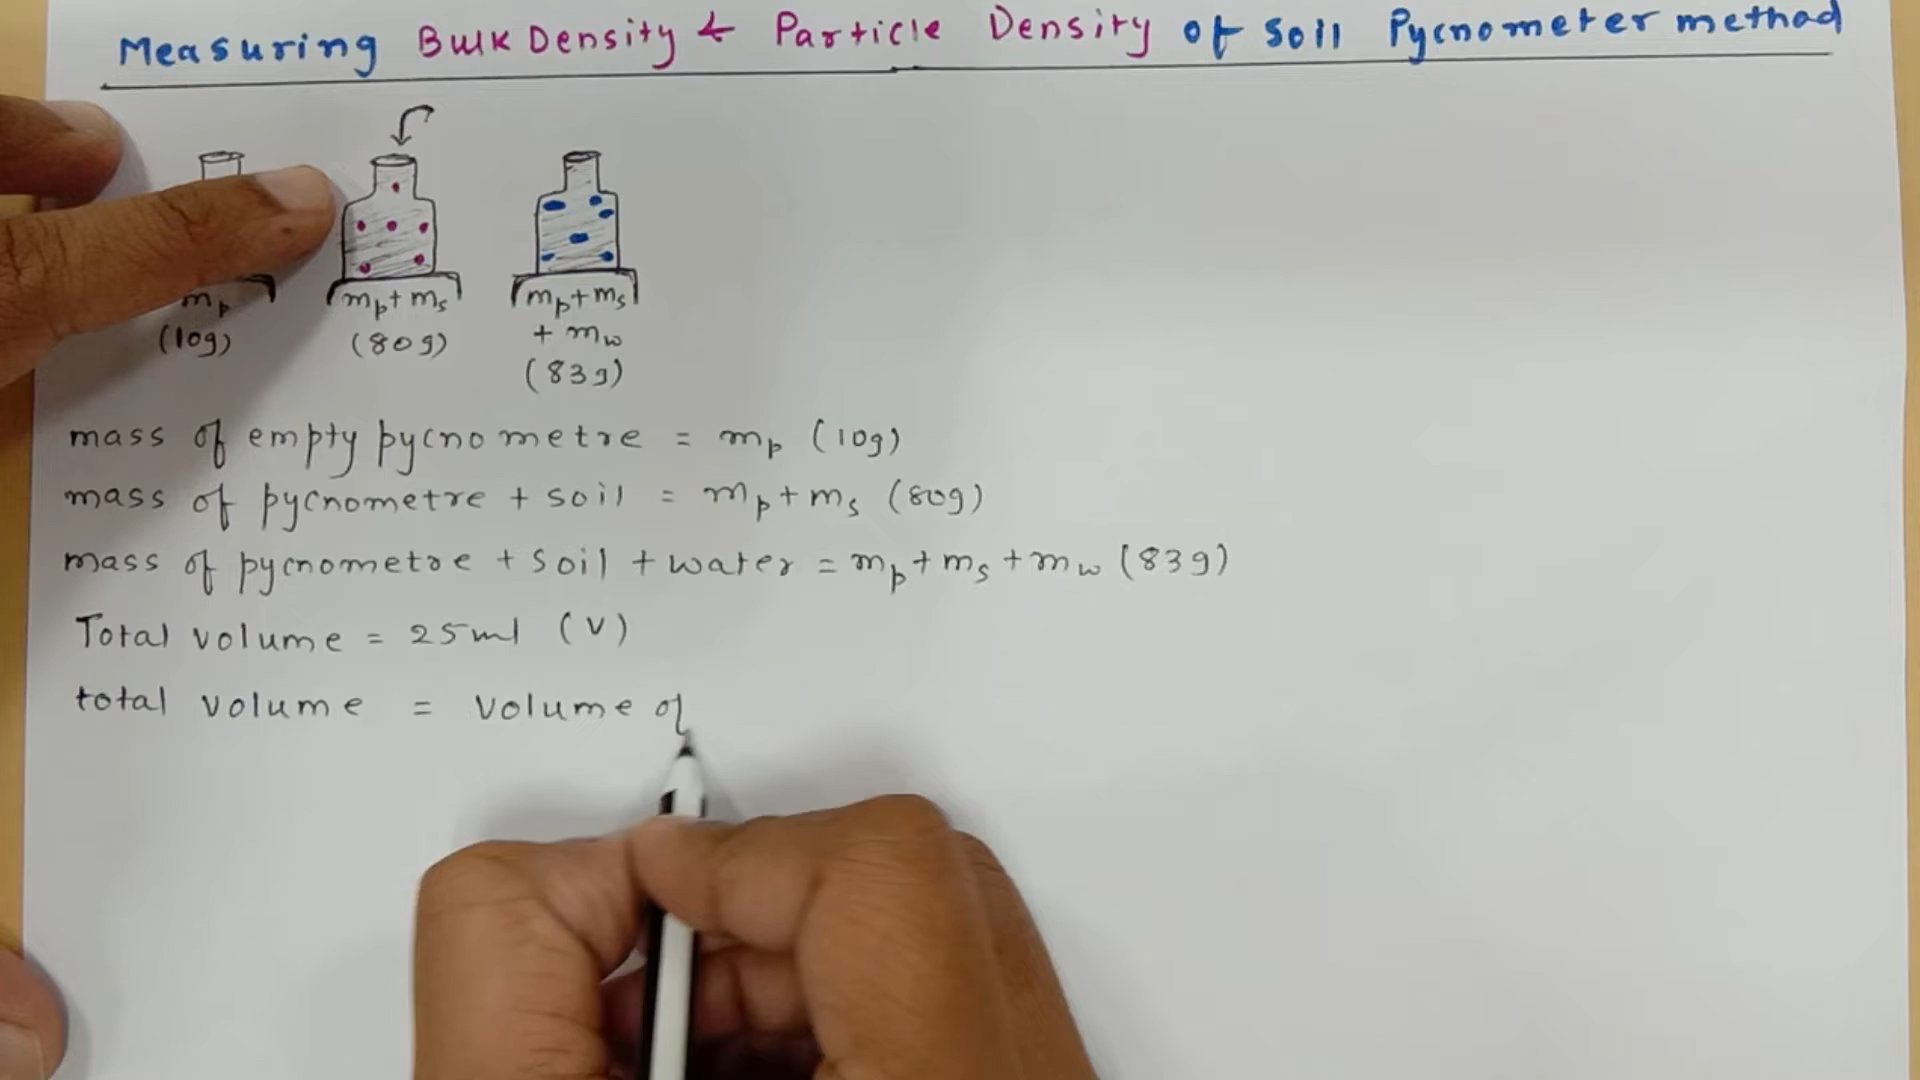 Measuring Bulk Density & Particle Density of Soil Pycnometer method
mp
(10g)
mp + ms
(80g)
mp + ms
+ mw
(83g)
mass of empty pycnometre = mp (10g)
mass of pycnometre + soil = mp + ms (80g)
mass of pycnometre + soil + water = mp + ms + mw (83g)
Total volume = 25ml (V)
total volume = volume of